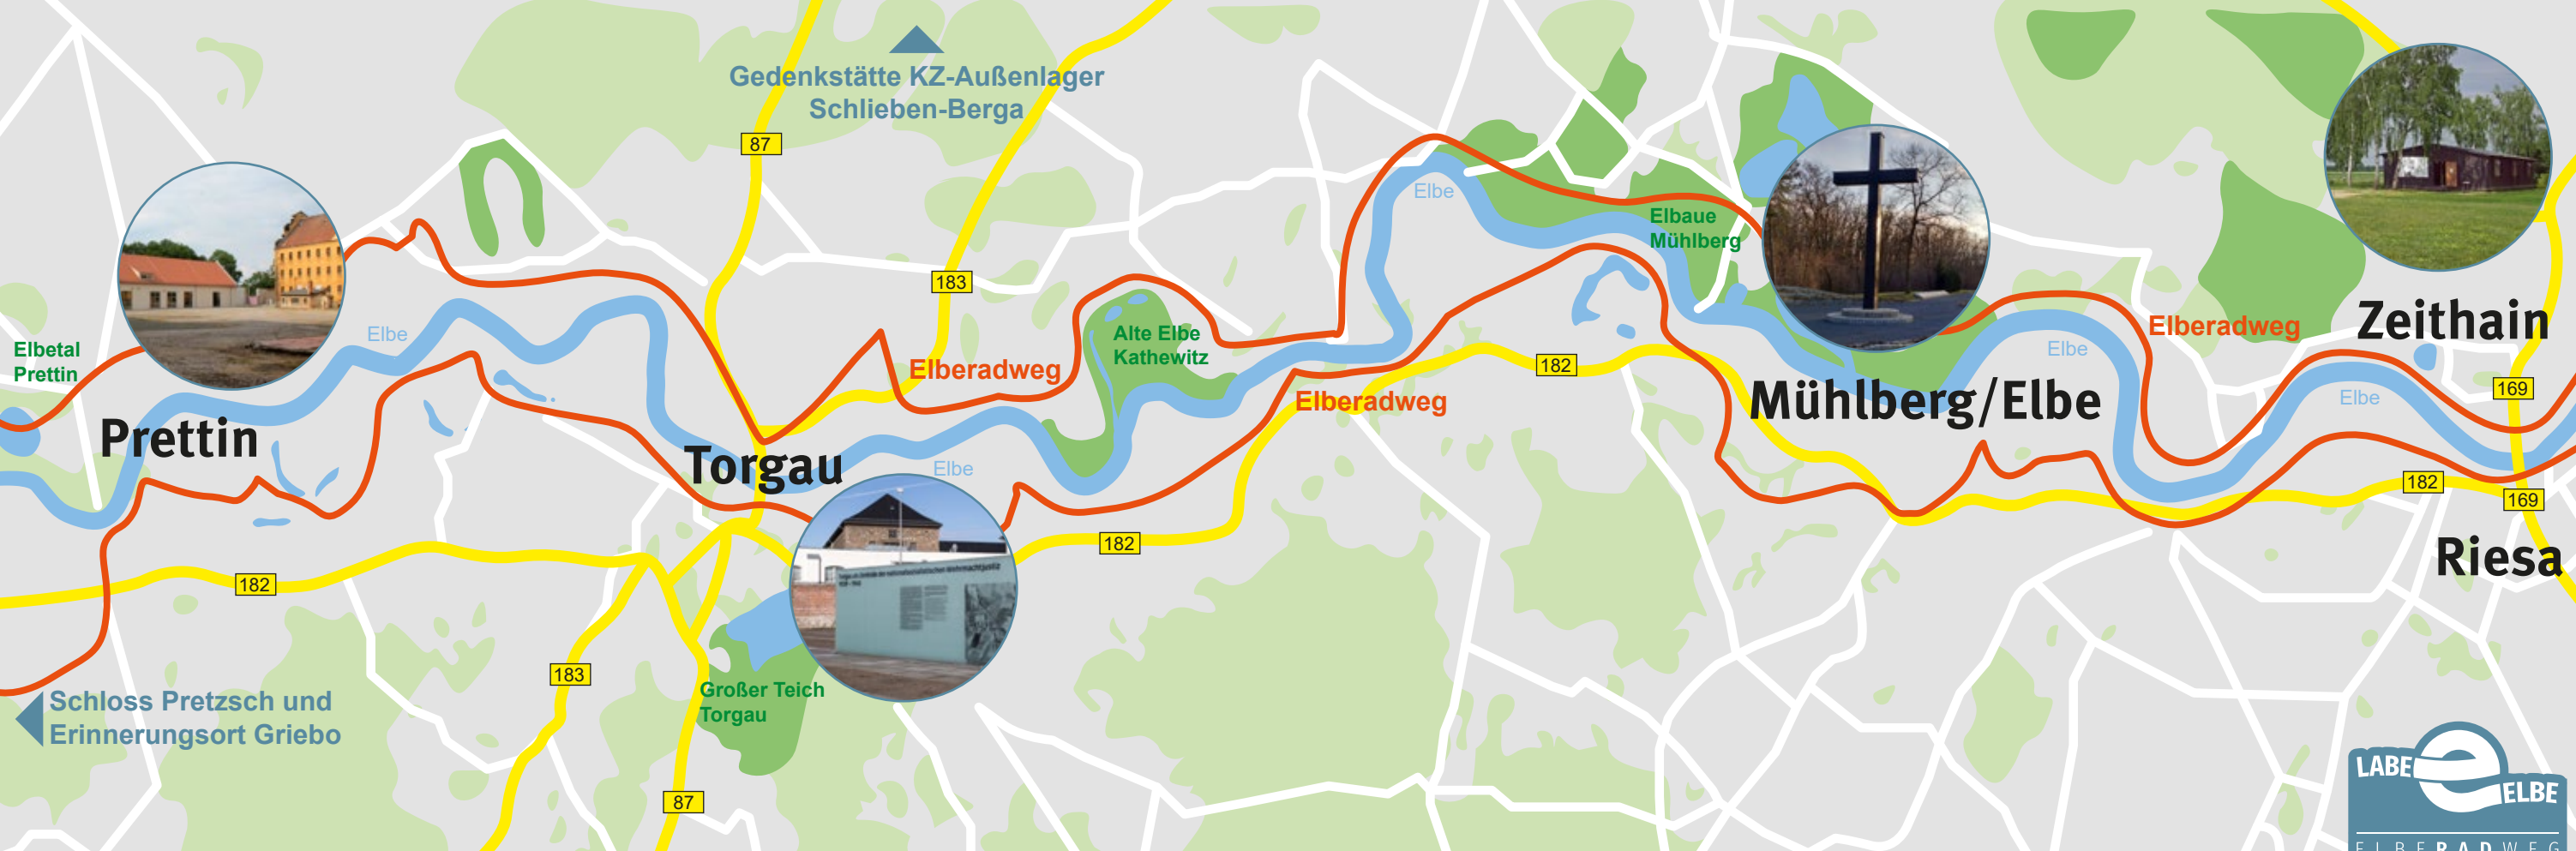 Gedenkstätte KZ-Außenlager
Schlieben-Berga
87
183
Elbe
Elbetal
Prettin
Elbe
Prettin
Alte Elbe
Kathewitz
Elberadweg
Elberadweg
Elbaue
Mühlberg
182
Mühlberg/Elbe
Elbe
Elberadweg
Zeithain
169
Elbe
Torgau
Elbe
182
182
169
Riesa
182
183
Großer Teich
Torgau
87
Schloss Pretzsch und
Erinnerungsort Griebo
LABE
ELBE
ELBERADWEG